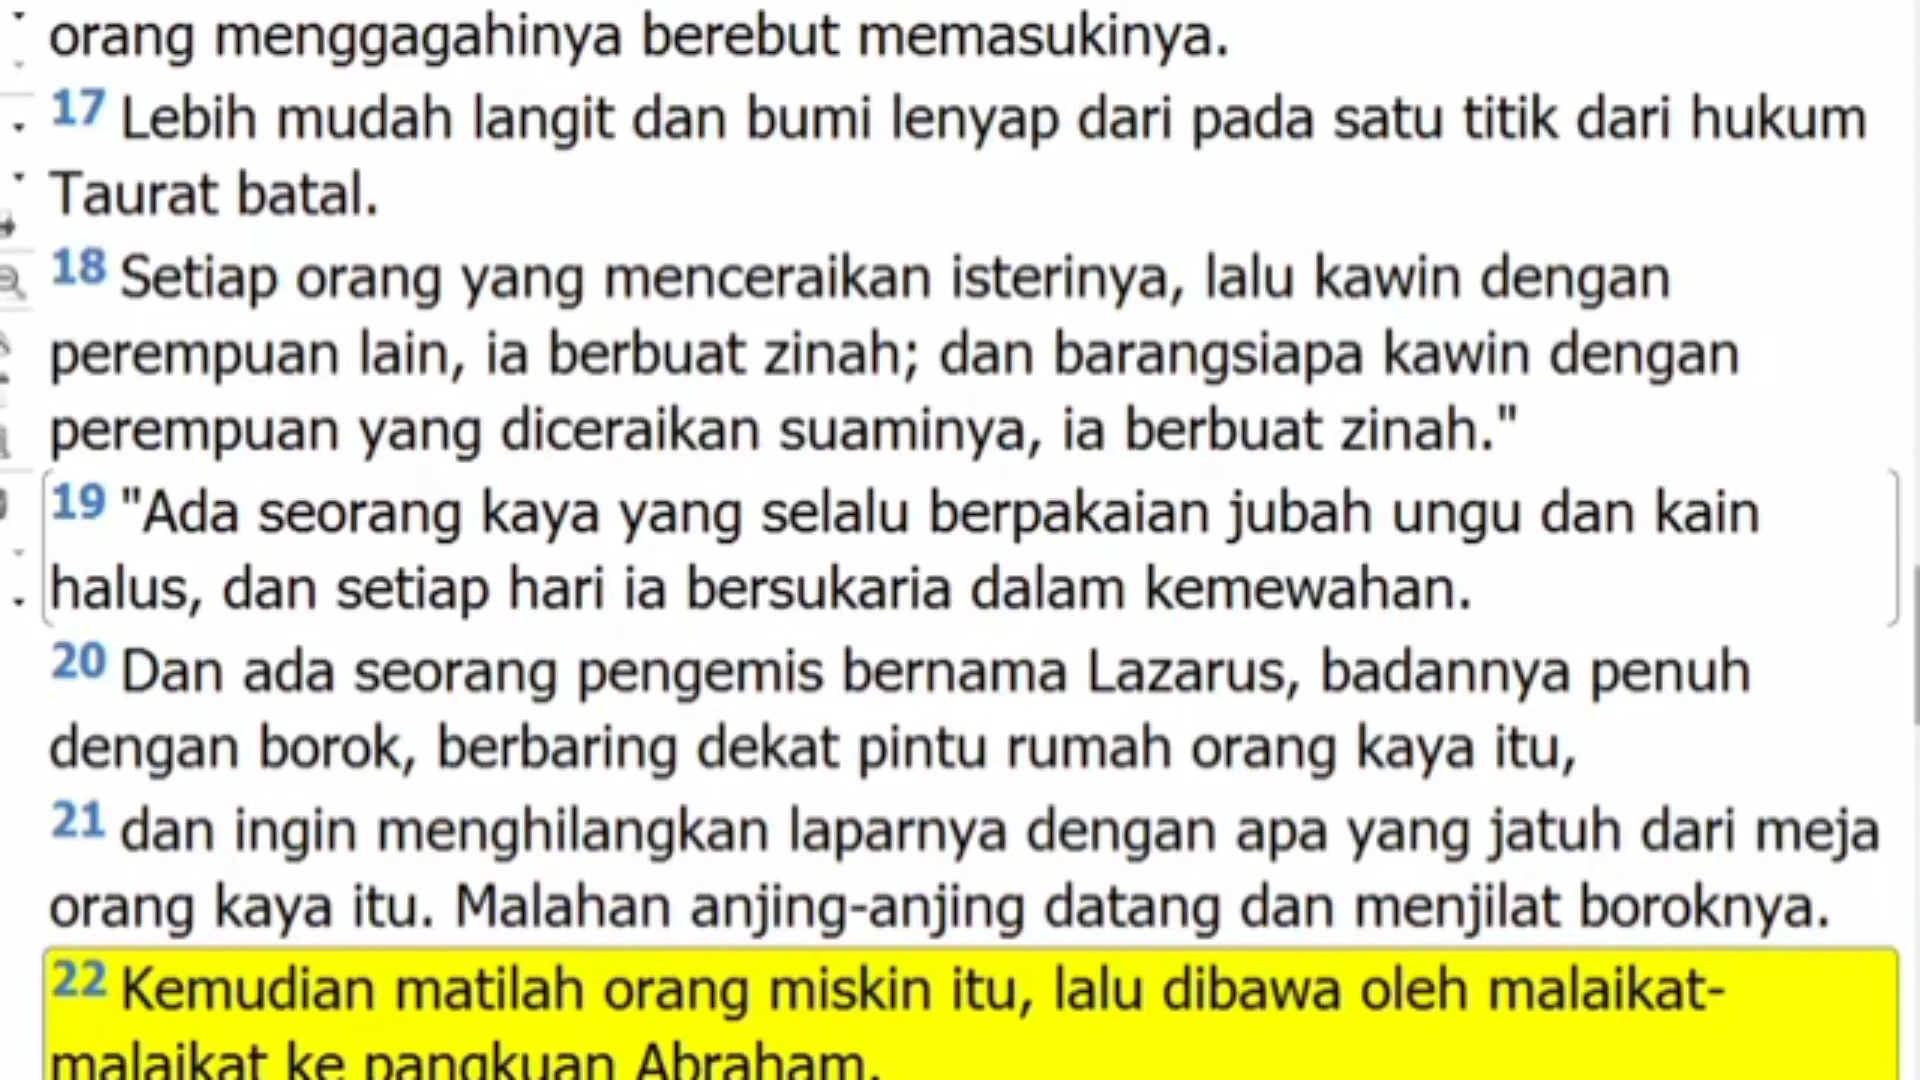 orang menggagahinya berebut memasukinya.
17 Lebih mudah langit dan bumi lenyap dari pada satu titik dari hukum
Taurat batal.
18 Setiap orang yang menceraikan isterinya, lalu kawin dengan
perempuan lain, ia berbuat zinah; dan barangsiapa kawin dengan
perempuan yang diceraikan suaminya, ia berbuat zinah."
19 "Ada seorang kaya yang selalu berpakaian jubah ungu dan kain
halus, dan setiap hari ia bersukaria dalam kemewahan.
20 Dan ada seorang pengemis bernama Lazarus, badannya penuh
dengan borok, berbaring dekat pintu rumah orang kaya itu,
21 dan ingin menghilangkan laparnya dengan apa yang jatuh dari meja
orang kaya itu. Malahan anjing-anjing datang dan menjilat boroknya.
22 Kemudian matilah orang miskin itu, lalu dibawa oleh malaikat-
malaikat ke pangkuan Abraham.